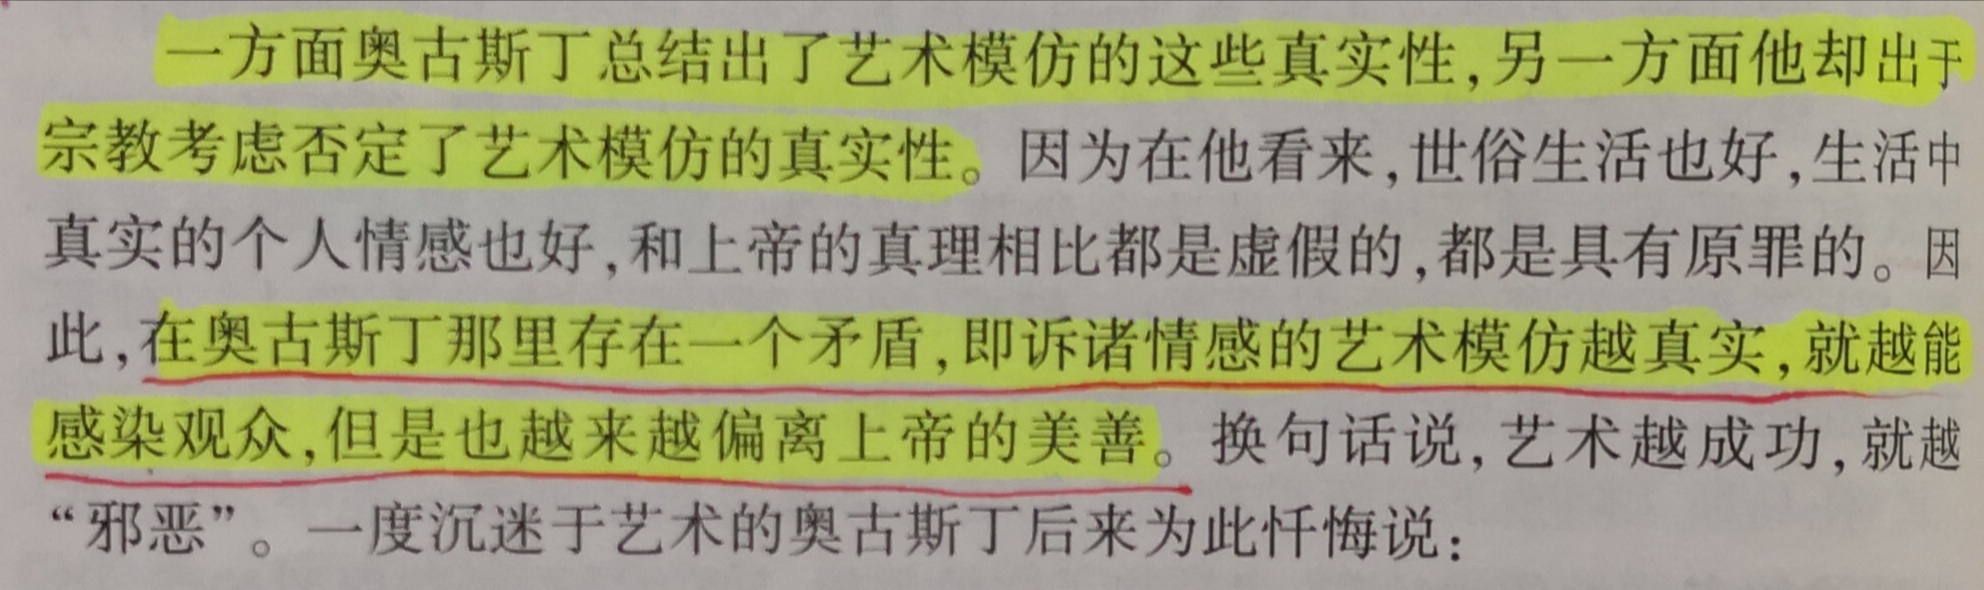 一方面奥古斯丁总结出了艺术模仿的这些真实性,另一方面他却出于
宗教考虑否定了艺术模仿的真实性。因为在他看来,世俗生活也好,生活中
真实的个人情感也好,和上帝的真理相比都是虚假的,都是具有原罪的。因
此,在奥古斯丁那里存在一个矛盾,即诉诸情感的艺术模仿越真实,就越能
感染观众,但是也越来越偏离上帝的美善。换句话说,艺术越成功,就越
“邪恶”。一度沉迷于艺术的奥古斯丁后来为此忏悔说: